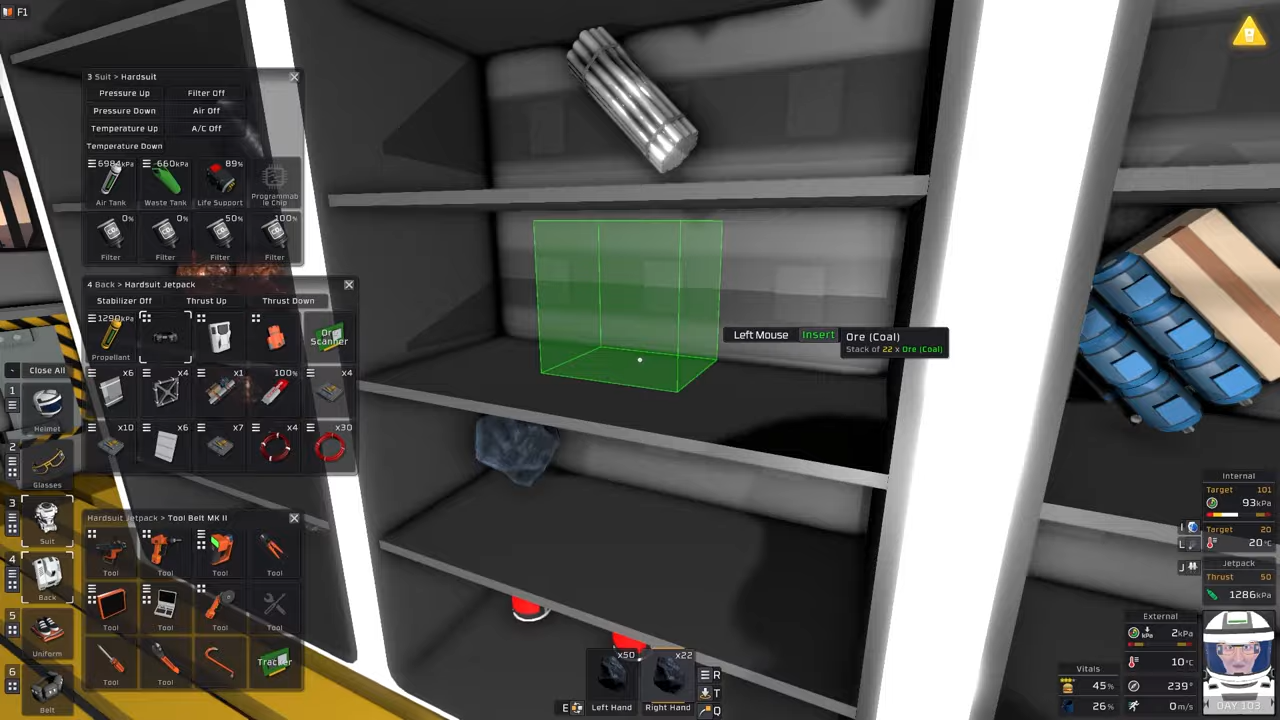 F1
3 Suit > Hardsuit
Pressure Up
Filter Off
Pressure Down
Air Off
Temperature Up
A/C Off
Temperature Down
6984kPa
660kPa
89%
Air Tank
Waste Tank
Life Support
Programmable Chip
0%
0%
50%
100%
Filter
Filter
Filter
Filter
4 Back > Hardsuit Jetpack
Stabilizer Off
Thrust Up
Thrust Down
1290kPa
Propellant
Ore Scanner
x6
x4
x1
100%
x4
x10
x6
x7
x4
x30
Close All
1
Helmet
2
Glasses
3
Suit
4
Back
5
Uniform
6
Belt
Hardsuit Jetpack > Tool Belt MK II
Tool
Tool
Tool
Tool
Tool
Tool
Tool
Tool
Tool
Tool
Tool
Tracker
Left Mouse
Insert
Ore (Coal)
Stack of 22 x Ore (Coal)
x50
x22
R
T
Q
E
Left Hand
Right Hand
Internal
Target 101
93kPa
Target 20
20°C
Jetpack
Thrust 50
1286kPa
External
2kPa
10°C
239°
0m/s
Vitals
45%
26%
DAY 103